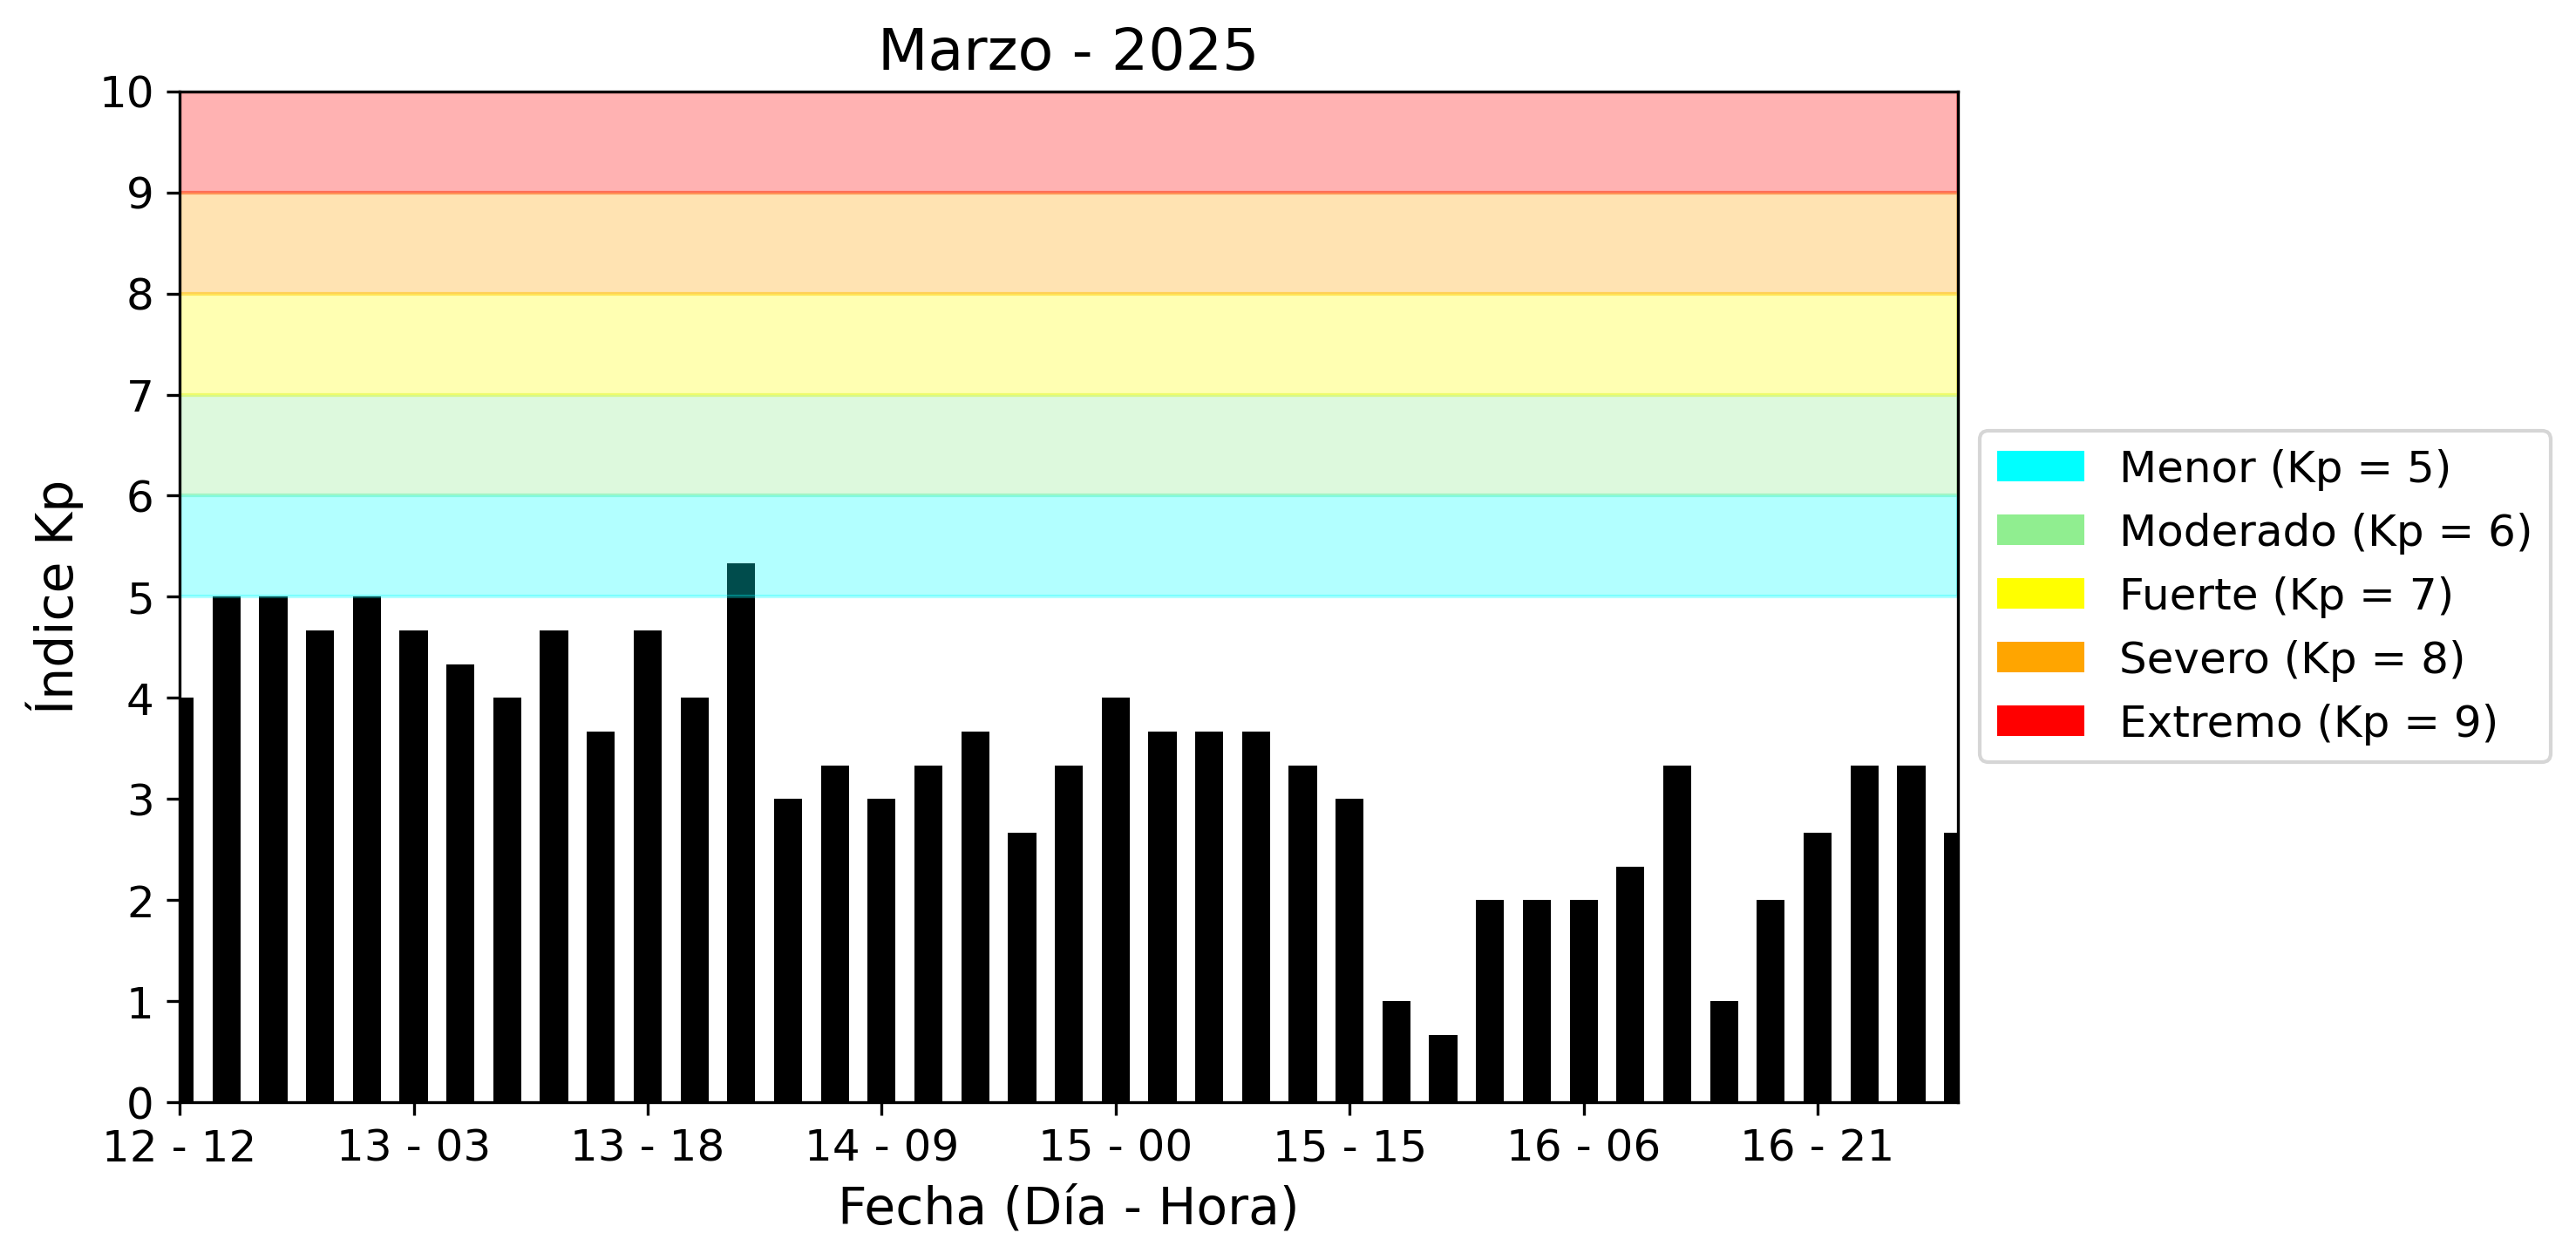 Marzo - 2025
Índice Kp
10
9
8
7
6
5
4
3
2
1
0
12 - 12 13 - 03 13 - 18 14 - 09 15 - 00 15 - 15 16 - 06 16 - 21
Fecha (Día - Hora)
Menor (Kp = 5)
Moderado (Kp = 6)
Fuerte (Kp = 7)
Severo (Kp = 8)
Extremo (Kp = 9)